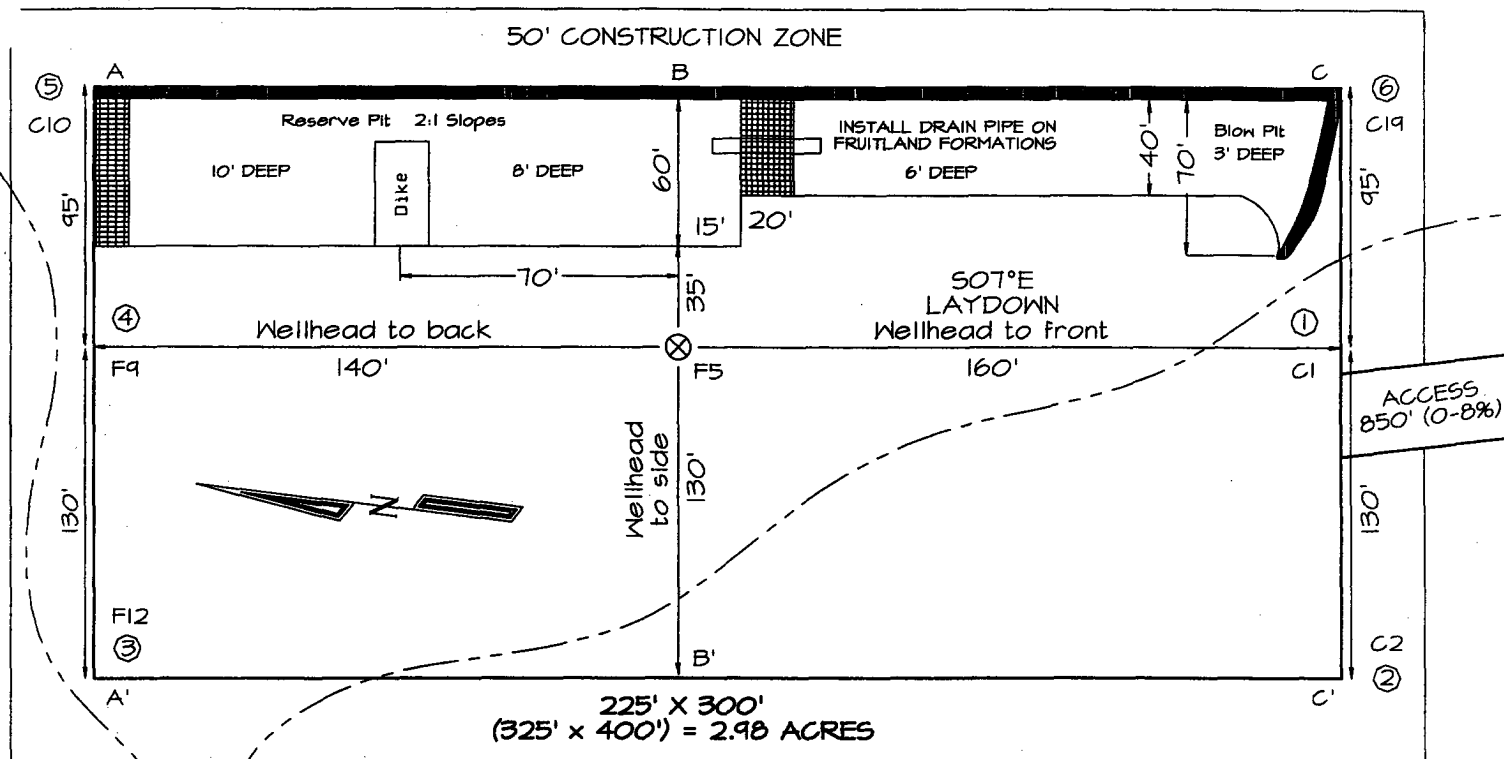 50' CONSTRUCTION ZONE
A
B
C
5
6
C10
C19
Reserve Pit 2:1 Slopes
INSTALL DRAIN PIPE ON
FRUITLAND FORMATIONS
Blow Pit
3' DEEP
10' DEEP
8' DEEP
6' DEEP
Dike
60'
40'
70'
95'
95'
15'
20'
70'
35'
S07°E
LAYDOWN
4
Wellhead to back
Wellhead to front
1
F9
140'
F5
160'
C1
ACCESS
850' (0-8%)
Wellhead
to side
130'
130'
130'
N
F12
3
B'
C2
2
A'
C'
225' X 300'
(325' x 400') = 2.98 ACRES